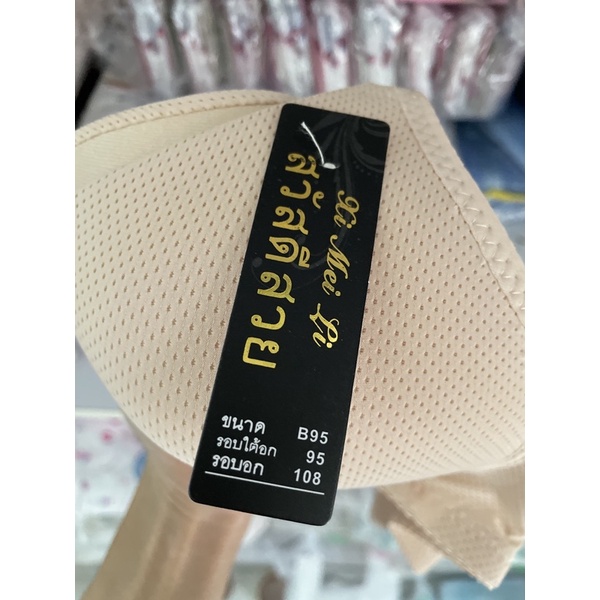 Xi Mei Li
สวัสดีสวย
ขนาด B95
รอบใต้อก 95
รอบอก 108